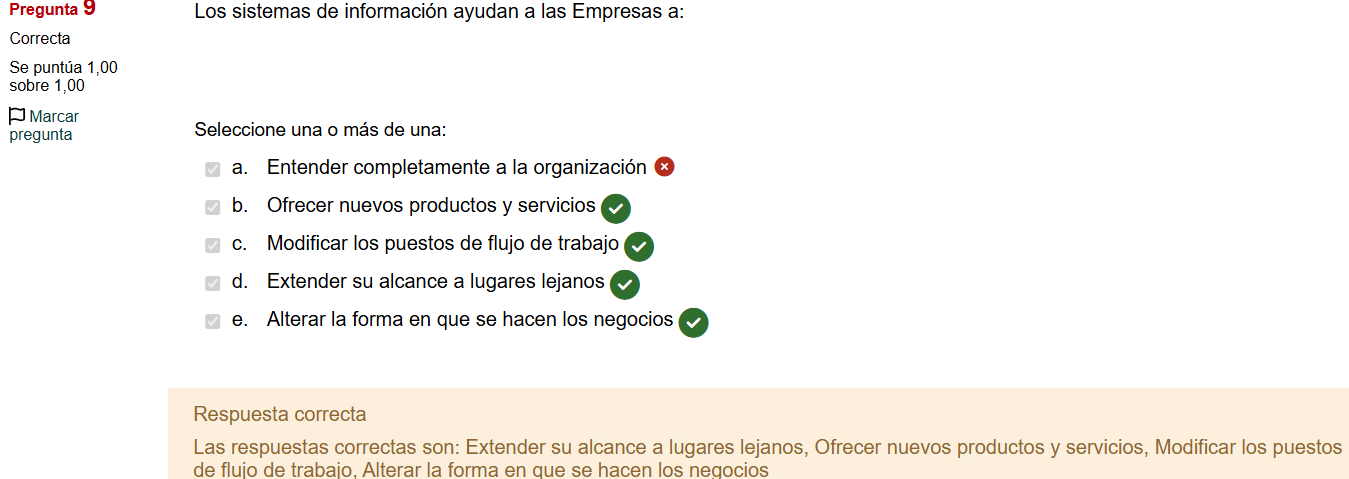 Pregunta 9
Correcta
Se puntúa 1,00
sobre 1,00
Marcar
pregunta
Los sistemas de información ayudan a las Empresas a:
Seleccione una o más de una:
a. Entender completamente a la organización
b. Ofrecer nuevos productos y servicios
c. Modificar los puestos de flujo de trabajo
d. Extender su alcance a lugares lejanos
e. Alterar la forma en que se hacen los negocios
Respuesta correcta
Las respuestas correctas son: Extender su alcance a lugares lejanos, Ofrecer nuevos productos y servicios, Modificar los puestos
de flujo de trabajo, Alterar la forma en que se hacen los negocios